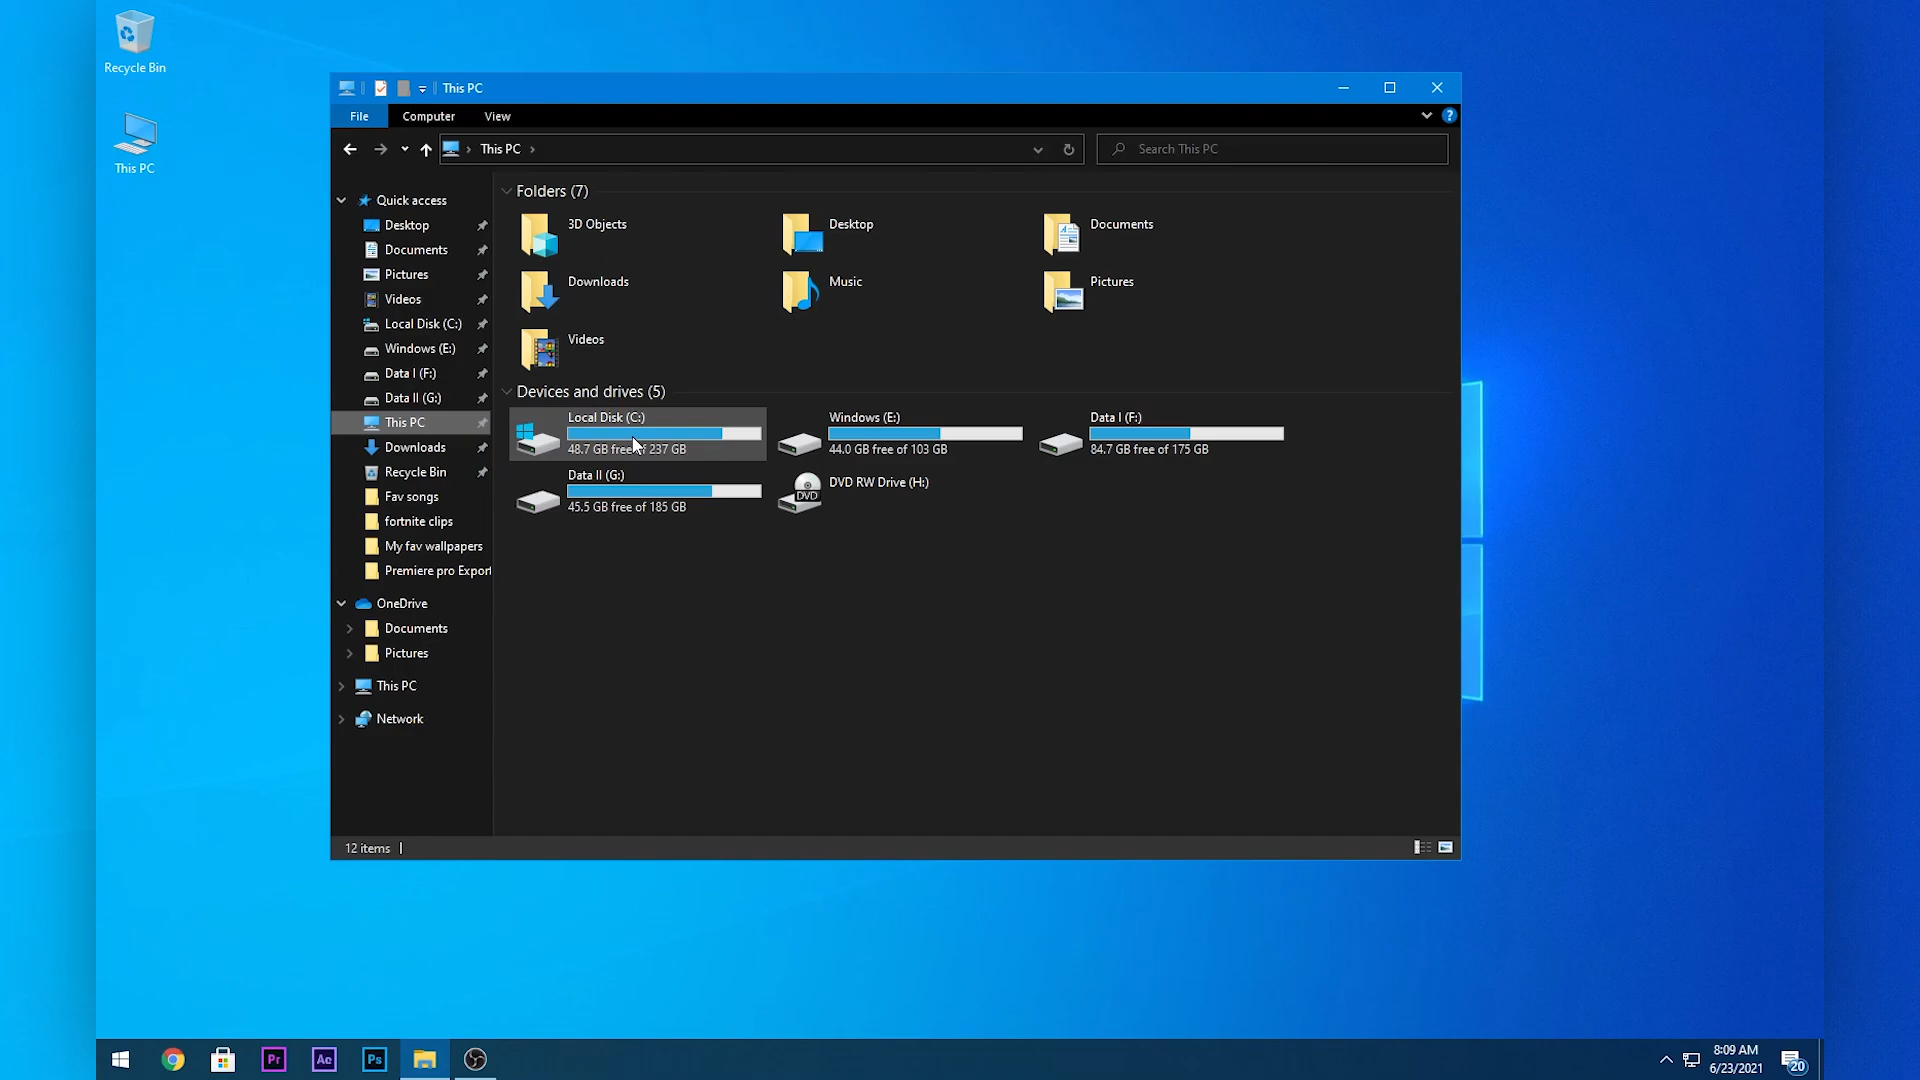 Recycle Bin
This PC
This PC
File
Computer
View
This PC
Search This PC
Quick access
Desktop
Documents
Pictures
Videos
Local Disk (C:)
Windows (E:)
Data I (F:)
Data II (G:)
This PC
Downloads
Recycle Bin
Fav songs
fortnite clips
My fav wallpapers
Premiere pro Export
OneDrive
Documents
Pictures
This PC
Network
Folders (7)
3D Objects
Desktop
Documents
Downloads
Music
Pictures
Videos
Devices and drives (5)
Local Disk (C:)
48.7 GB free of 237 GB
Windows (E:)
44.0 GB free of 103 GB
Data I (F:)
84.7 GB free of 175 GB
Data II (G:)
45.5 GB free of 185 GB
DVD
DVD RW Drive (H:)
12 items
Pr
Ae
Ps
8:09 AM
6/23/2021
20